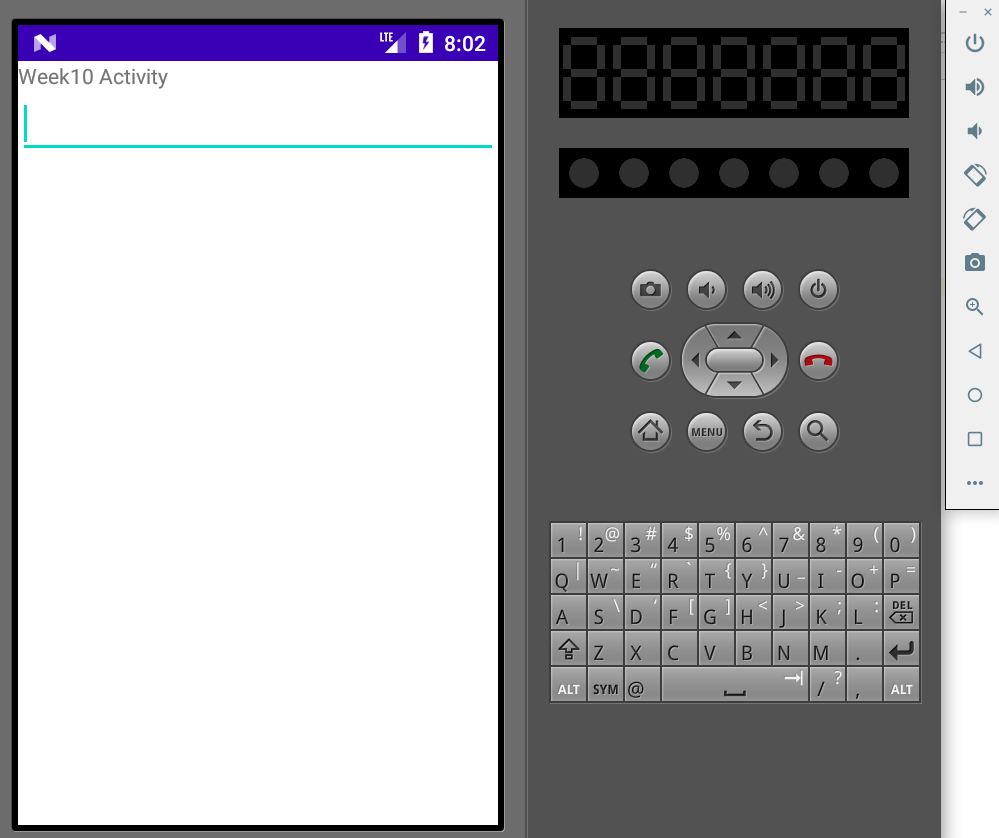 LTE 8:02
Week10 Activity
MENU
1 ! 2 @ 3 # 4 $ 5 % 6 ^ 7 & 8 * 9 ( 0 )
Q | W ~ E “ R ` T { Y } U _ I - O + P =
A S \ D ‘ F [ G ] H < J > K ; L : DEL
Z X C V B N M .
ALT SYM @ / ? , ALT